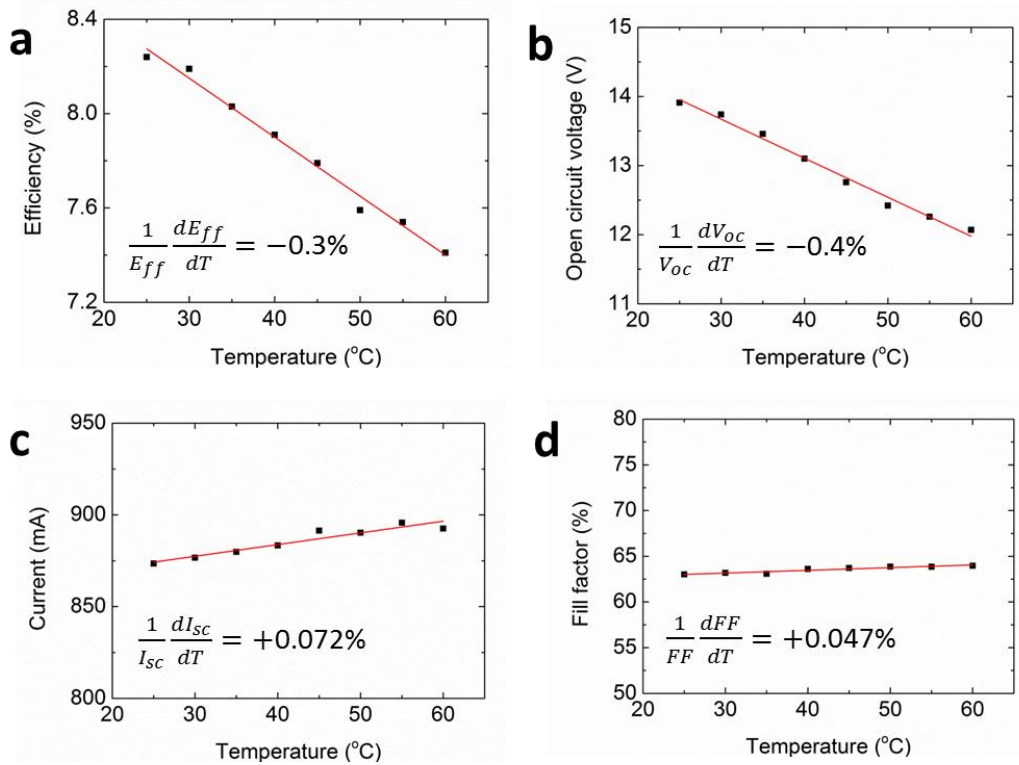 a
8.4
8.0
7.6
7.2
Efficiency (%)
1/E_ff dE_ff/dT = −0.3%
20 30 40 50 60
Temperature (°C)
b
15
14
13
12
11
Open circuit voltage (V)
1/V_oc dV_oc/dT = −0.4%
20 30 40 50 60
Temperature (°C)
c
950
900
850
800
Current (mA)
1/I_sc dI_sc/dT = +0.072%
20 30 40 50 60
Temperature (°C)
d
80
75
70
65
60
55
50
Fill factor (%)
1/FF dFF/dT = +0.047%
20 30 40 50 60
Temperature (°C)